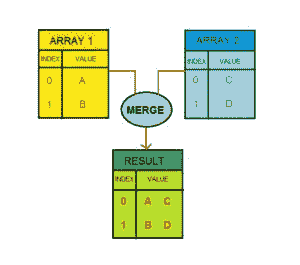 ARRAY 1
INDEX VALUE
0 A
1 B
ARRAY 2
INDEX VALUE
0 C
1 D
MERGE
RESULT
INDEX VALUE
0 A C
1 B D